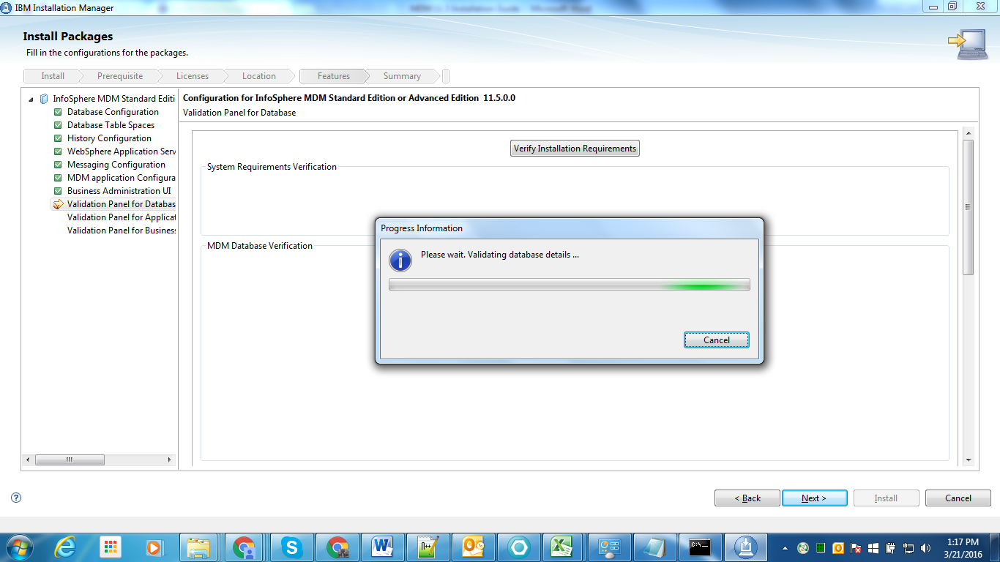 IBM Installation Manager
Install Packages
Fill in the configurations for the packages.
Install Prerequisite Licenses Location Features Summary
InfoSphere MDM Standard Editi
Database Configuration
Database Table Spaces
History Configuration
WebSphere Application Serv
Messaging Configuration
MDM application Configura
Business Administration UI
Validation Panel for Databas
Validation Panel for Applicat
Validation Panel for Busines
Configuration for InfoSphere MDM Standard Edition or Advanced Edition 11.5.0.0
Validation Panel for Database
Verify Installation Requirements
System Requirements Verification
MDM Database Verification
Progress Information
Please wait. Validating database details ...
Cancel
< Back Next > Install Cancel
1:17 PM
3/21/2016